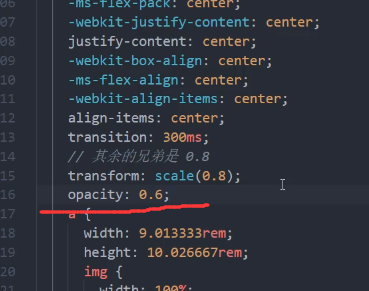 06 -ms-flex-pack: center;
07 -webkit-justify-content: center;
08 justify-content: center;
09 -webkit-box-align: center;
10 -ms-flex-align: center;
11 -webkit-align-items: center;
12 align-items: center;
13 transition: 300ms;
14 // 其余的兄弟是 0.8
15 transform: scale(0.8);
16 opacity: 0.6;
17 a {
18 width: 9.013333rem;
19 height: 10.026667rem;
20 img {
21 width: 100%;